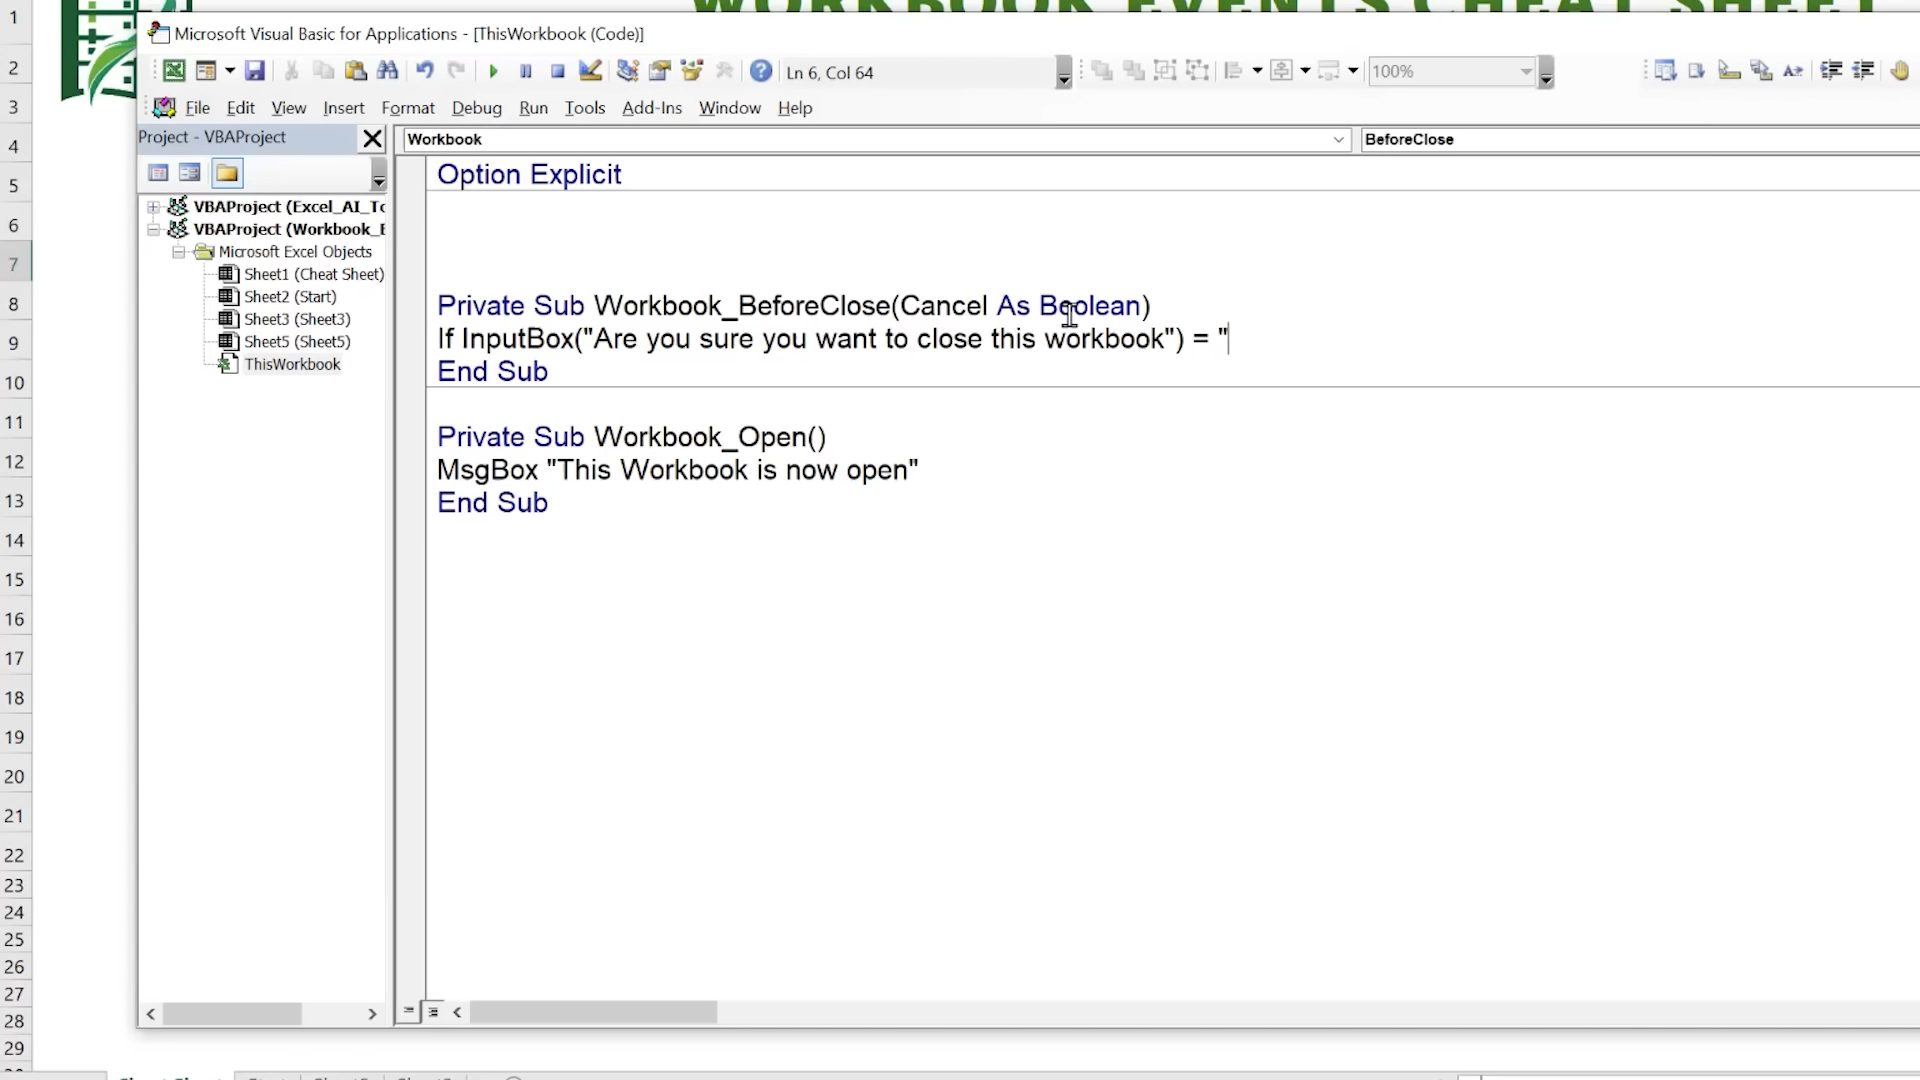 WORKBOOK EVENTS CHEAT SHEET
Microsoft Visual Basic for Applications - [ThisWorkbook (Code)]
Ln 6, Col 64
100%
File Edit View Insert Format Debug Run Tools Add-Ins Window Help
Project - VBAProject
Workbook
BeforeClose
VBAProject (Excel_AI_To
VBAProject (Workbook_E
Microsoft Excel Objects
Sheet1 (Cheat Sheet)
Sheet2 (Start)
Sheet3 (Sheet3)
Sheet5 (Sheet5)
ThisWorkbook
Option Explicit
Private Sub Workbook_BeforeClose(Cancel As Boolean)
If InputBox("Are you sure you want to close this workbook") = "
End Sub
Private Sub Workbook_Open()
MsgBox "This Workbook is now open"
End Sub
1
2
3
4
5
6
7
8
9
10
11
12
13
14
15
16
17
18
19
20
21
22
23
24
25
26
27
28
29